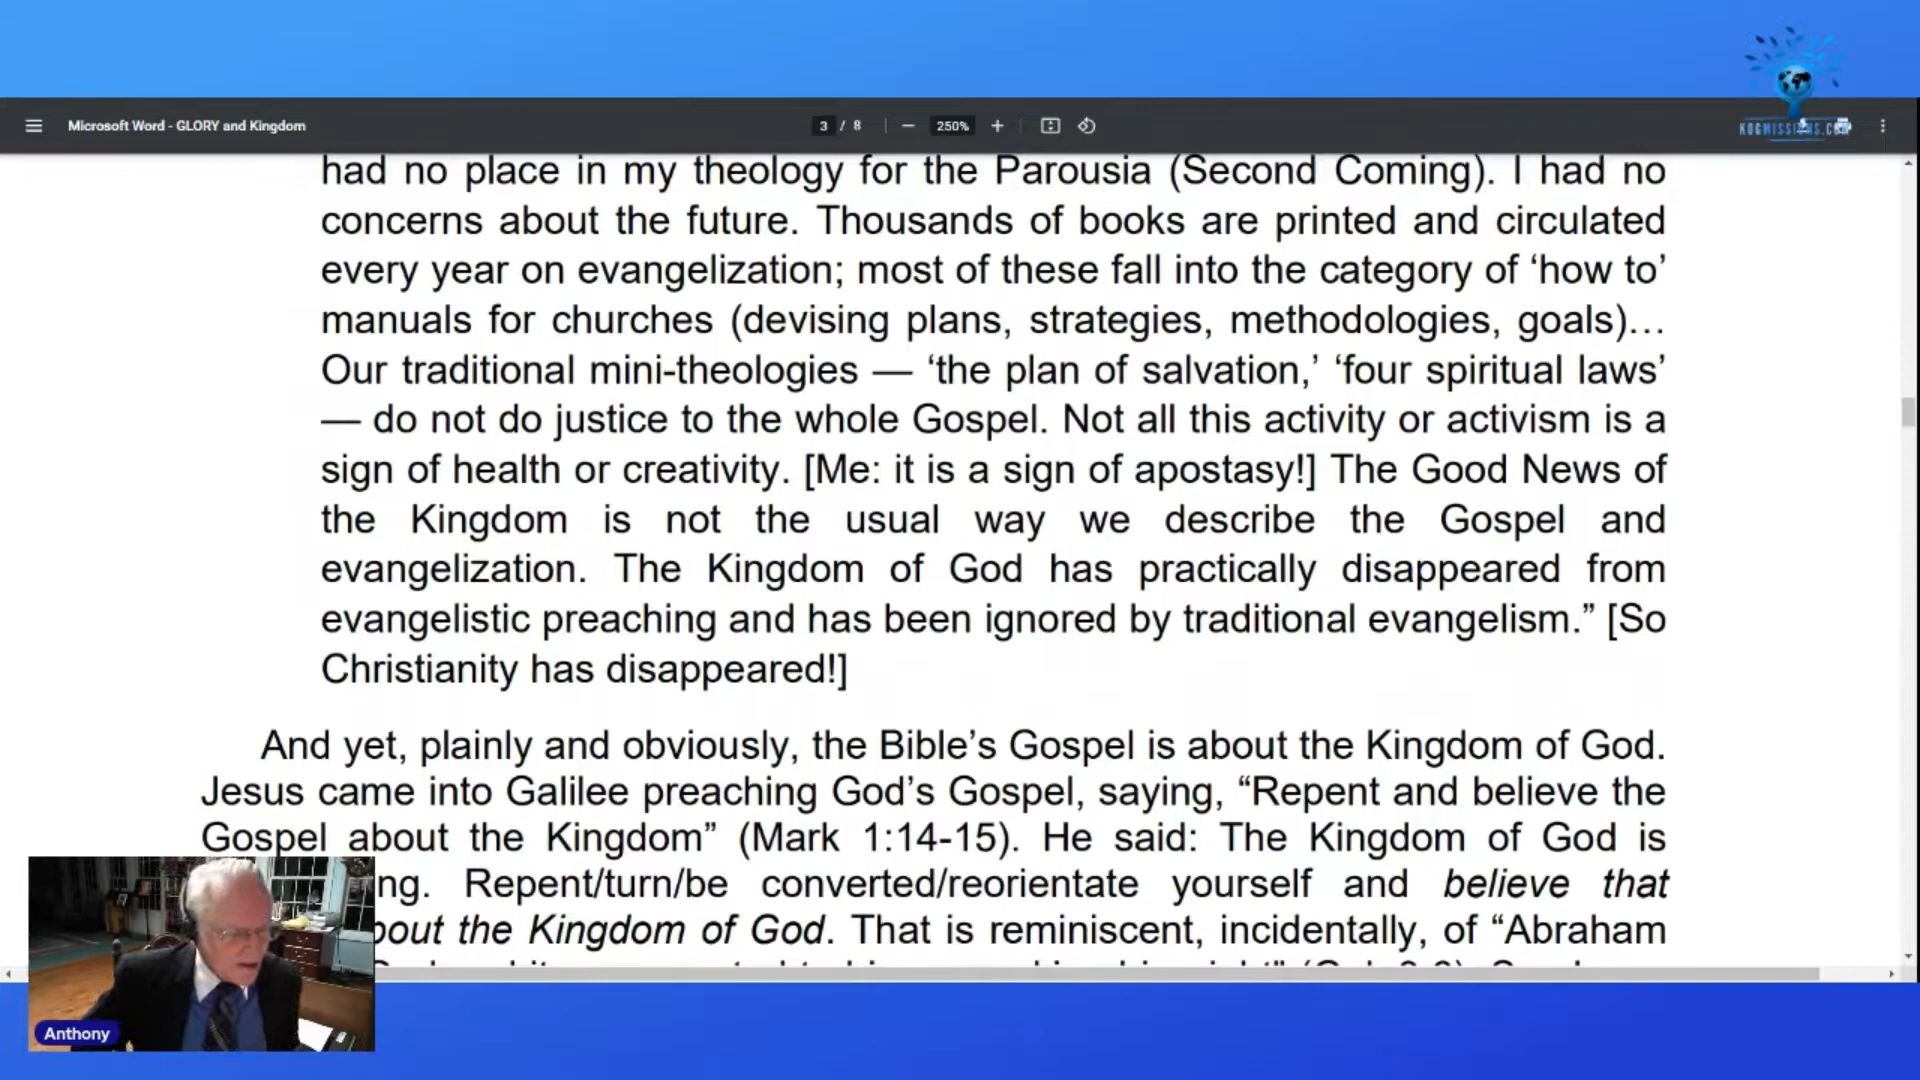 Microsoft Word - GLORY and Kingdom
3 / 8
250%
had no place in my theology for the Parousia (Second Coming). I had no
concerns about the future. Thousands of books are printed and circulated
every year on evangelization; most of these fall into the category of ‘how to’
manuals for churches (devising plans, strategies, methodologies, goals)…
Our traditional mini-theologies — ‘the plan of salvation,’ ‘four spiritual laws’
— do not do justice to the whole Gospel. Not all this activity or activism is a
sign of health or creativity. [Me: it is a sign of apostasy!] The Good News of
the Kingdom is not the usual way we describe the Gospel and
evangelization. The Kingdom of God has practically disappeared from
evangelistic preaching and has been ignored by traditional evangelism.” [So
Christianity has disappeared!]
And yet, plainly and obviously, the Bible’s Gospel is about the Kingdom of God.
Jesus came into Galilee preaching God’s Gospel, saying, “Repent and believe the
Gospel about the Kingdom” (Mark 1:14-15). He said: The Kingdom of God is
ng. Repent/turn/be converted/reorientate yourself and believe that
bout the Kingdom of God. That is reminiscent, incidentally, of “Abraham
Anthony